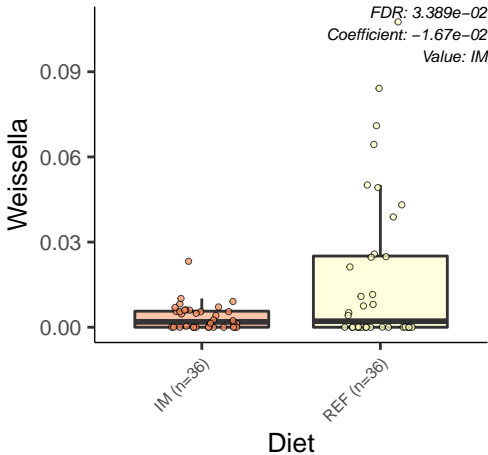 FDR: 3.389e−02
Coefficient: −1.67e−02
Value: IM
Weissella
0.09
0.06
0.03
0.00
IM (n=36)
REF (n=36)
Diet